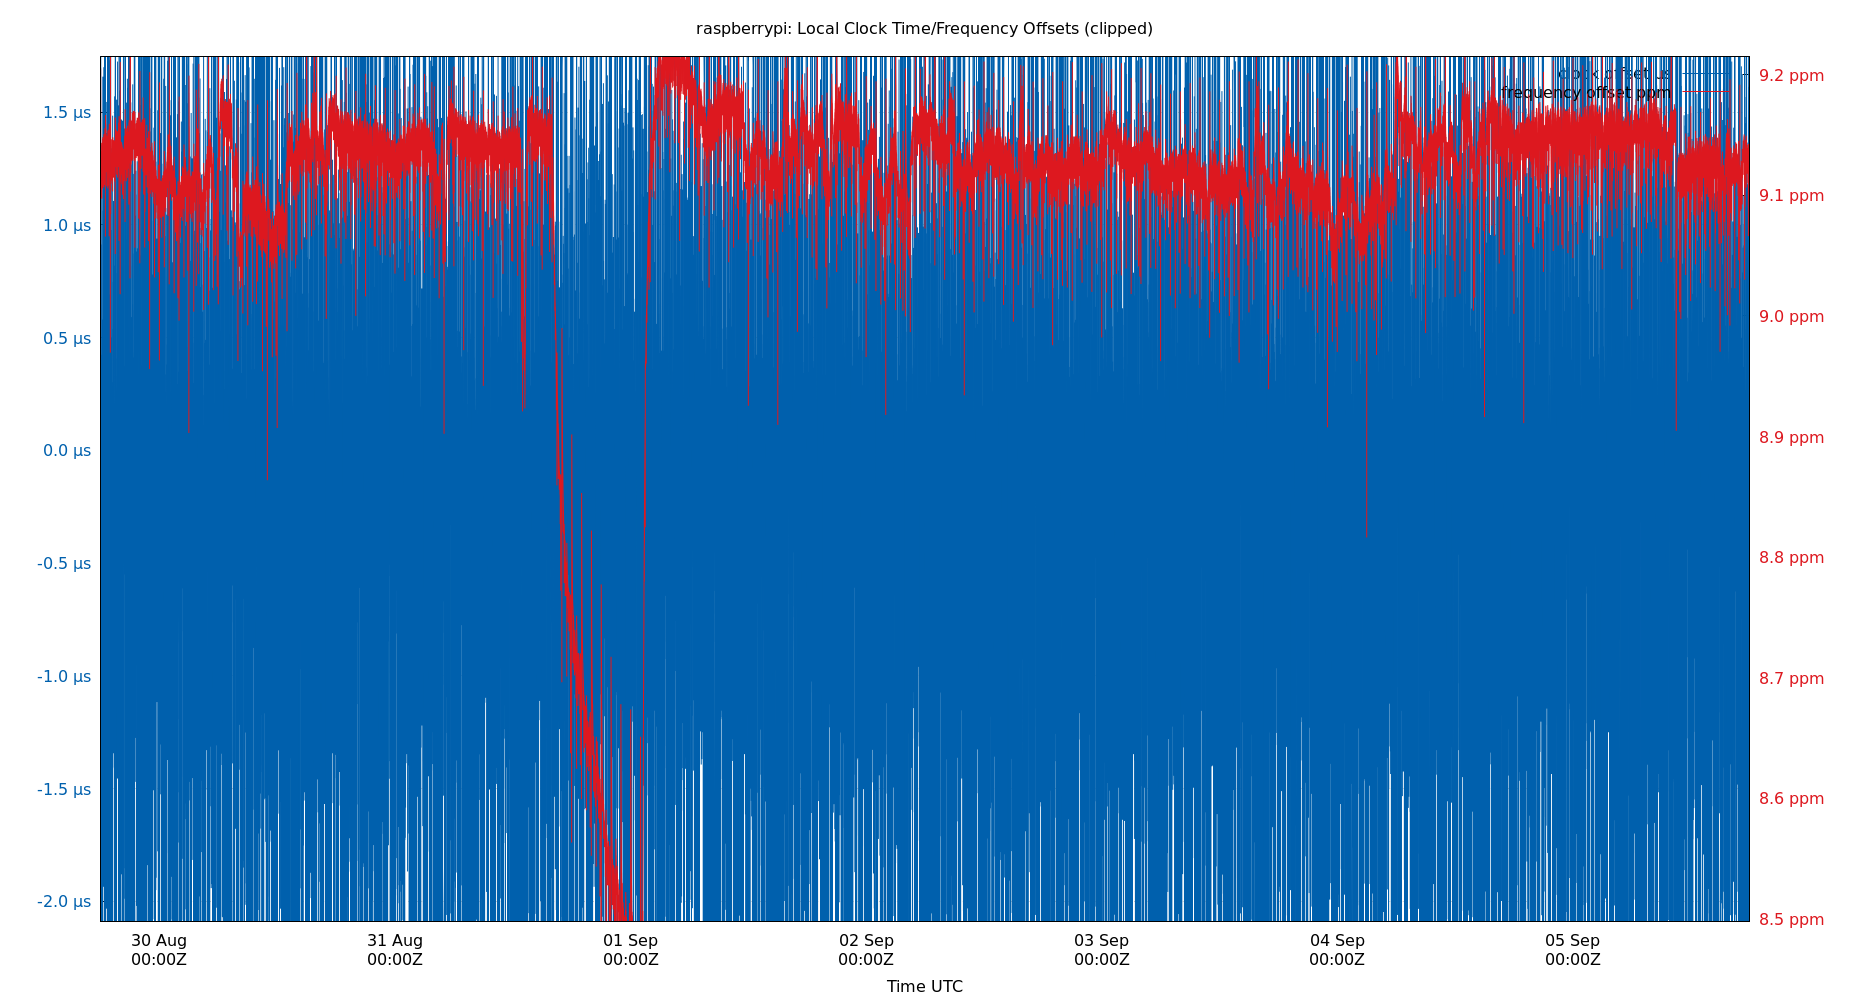 raspberrypi: Local Clock Time/Frequency Offsets (clipped)
clock offset us
frequency offset ppm
1.5 μs
1.0 μs
0.5 μs
0.0 μs
-0.5 μs
-1.0 μs
-1.5 μs
-2.0 μs
9.2 ppm
9.1 ppm
9.0 ppm
8.9 ppm
8.8 ppm
8.7 ppm
8.6 ppm
8.5 ppm
30 Aug 31 Aug 01 Sep 02 Sep 03 Sep 04 Sep 05 Sep
00:00Z 00:00Z 00:00Z 00:00Z 00:00Z 00:00Z 00:00Z
Time UTC